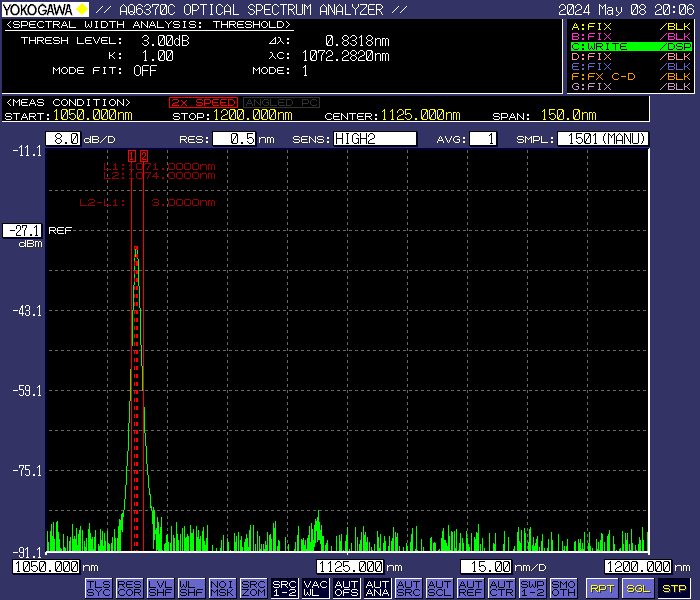 YOKOGAWA // AQ6370C OPTICAL SPECTRUM ANALYZER // 2024 May 08 20:06
<SPECTRAL WIDTH ANALYSIS: THRESHOLD>
THRESH LEVEL: 3.00dB Δλ: 0.8318nm
K: 1.00 λC: 1072.2820nm
MODE FIT: OFF MODE: 1
A:FIX /BLK
B:FIX /BLK
C:WRITE /DSP
D:FIX /BLK
E:FIX /BLK
F:FX C-D /BLK
G:FIX /BLK
<MEAS CONDITION> 2X SPEED ANGLED PC
START:1050.000nm STOP:1200.000nm CENTER:1125.000nm SPAN: 150.0nm
8.0 dB/D RES: 0.5 nm SENS: HIGH2 AVG: 1 SMPL: 1501(MANU)
-11.1
1 2
L1:1071.0000nm
L2:1074.0000nm
L2-L1: 3.0000nm
-27.1 REF
dBm
-43.1
-59.1
-75.1
-91.1
1050.000 nm 1125.000 nm 15.00 nm/D 1200.000 nm
TLS SYC
RES COR
LVL SHF
WL SHF
NOI MSK
SRC ZOM
SRC 1-2
VAC WL
AUT OFS
AUT ANA
AUT SRC
AUT SCL
AUT REF
AUT CTR
SWP 1-2
SMO OTH
RPT
SGL
STP